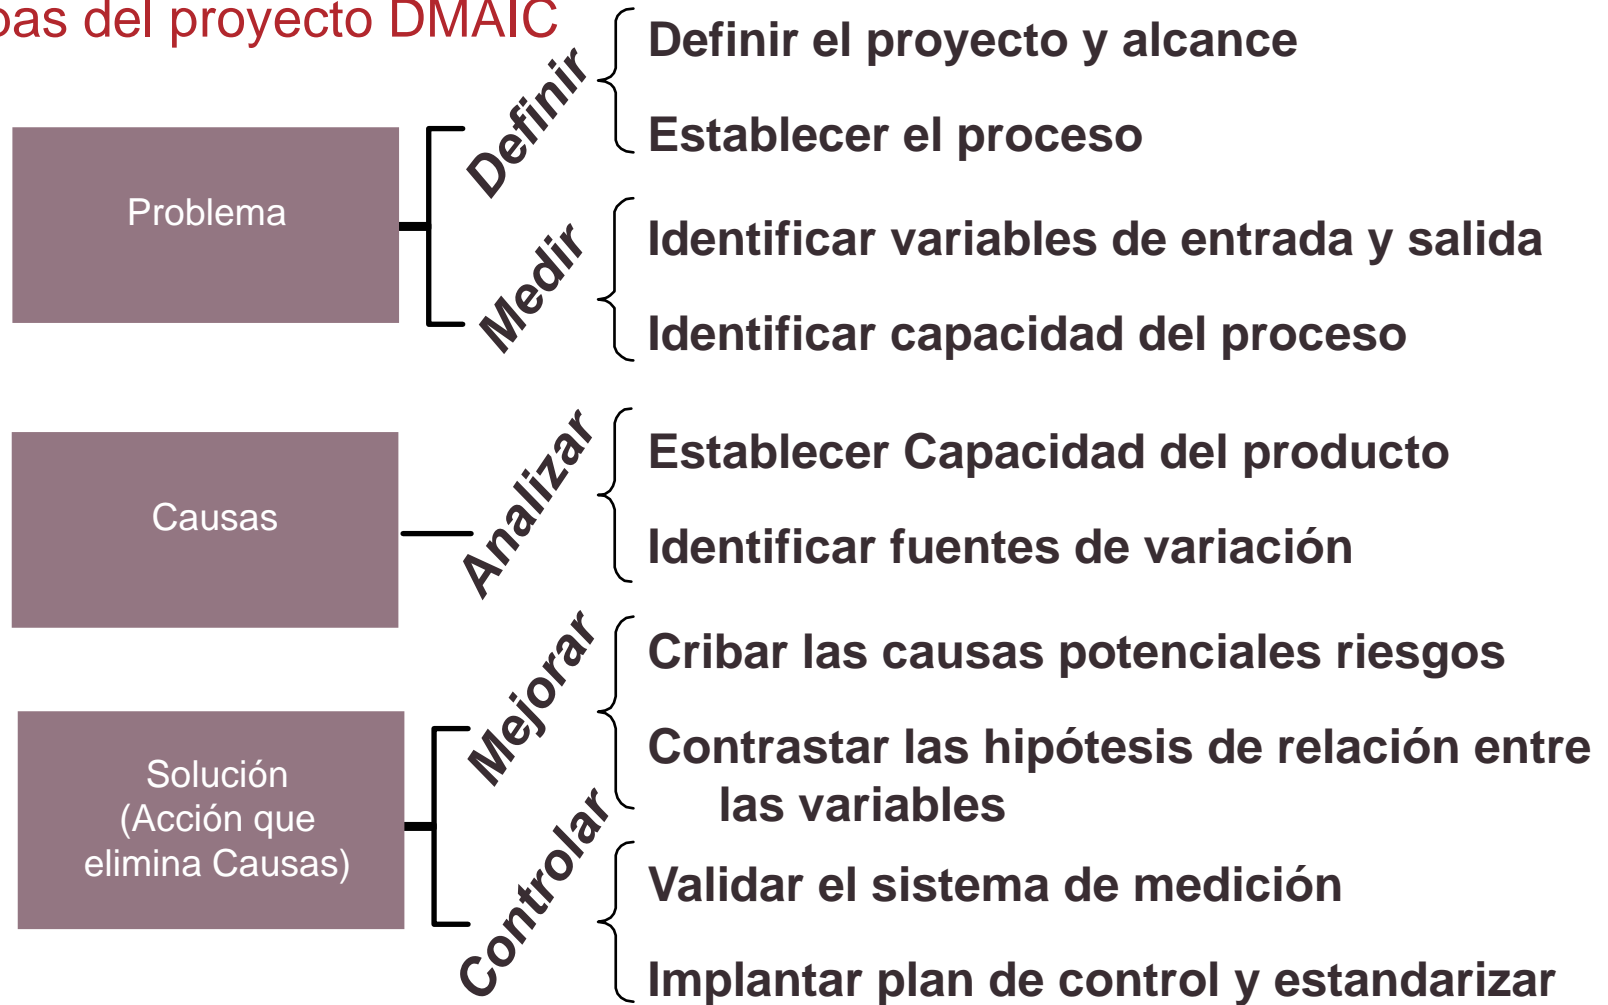 del proyecto DMAIC
Problema
Definir
Definir el proyecto y alcance
Establecer el proceso
Medir
Identificar variables de entrada y salida
Identificar capacidad del proceso
Causas
Analizar
Establecer Capacidad del producto
Identificar fuentes de variación
Solución
(Acción que
elimina Causas)
Mejorar
Cribar las causas potenciales riesgos
Contrastar las hipótesis de relación entre
las variables
Controlar
Validar el sistema de medición
Implantar plan de control y estandarizar